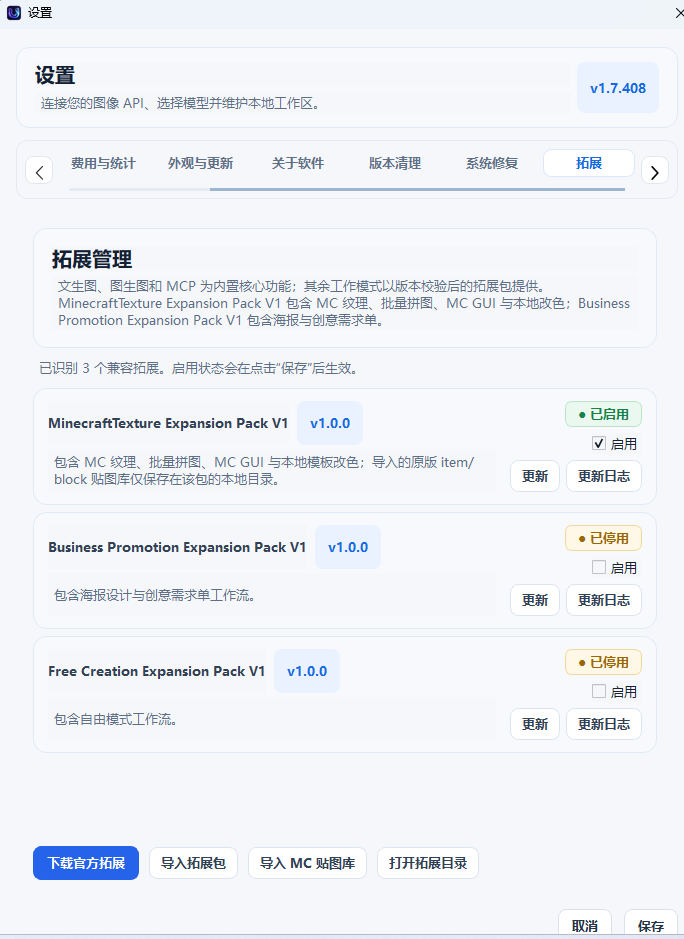 设置
设置
连接您的图像 API、选择模型并维护本地工作区。
v1.7.408
费用与统计 外观与更新 关于软件 版本清理 系统修复 拓展
拓展管理
文生图、图生图和 MCP 为内置核心功能；其余工作模式以版本校验后的拓展包提供。
MinecraftTexture Expansion Pack V1 包含 MC 纹理、批量拼图、MC GUI 与本地改色；Business
Promotion Expansion Pack V1 包含海报与创意需求单。
已识别 3 个兼容拓展。启用状态会在点击“保存”后生效。
MinecraftTexture Expansion Pack V1 v1.0.0
已启用
启用
包含 MC 纹理、批量拼图、MC GUI 与本地模板改色；导入的原版 item/
block 贴图库仅保存在该包的本地目录。
更新 更新日志
Business Promotion Expansion Pack V1 v1.0.0
已停用
启用
包含海报设计与创意需求单工作流。
更新 更新日志
Free Creation Expansion Pack V1 v1.0.0
已停用
启用
包含自由模式工作流。
更新 更新日志
下载官方拓展 导入拓展包 导入 MC 贴图库 打开拓展目录
取消 保存